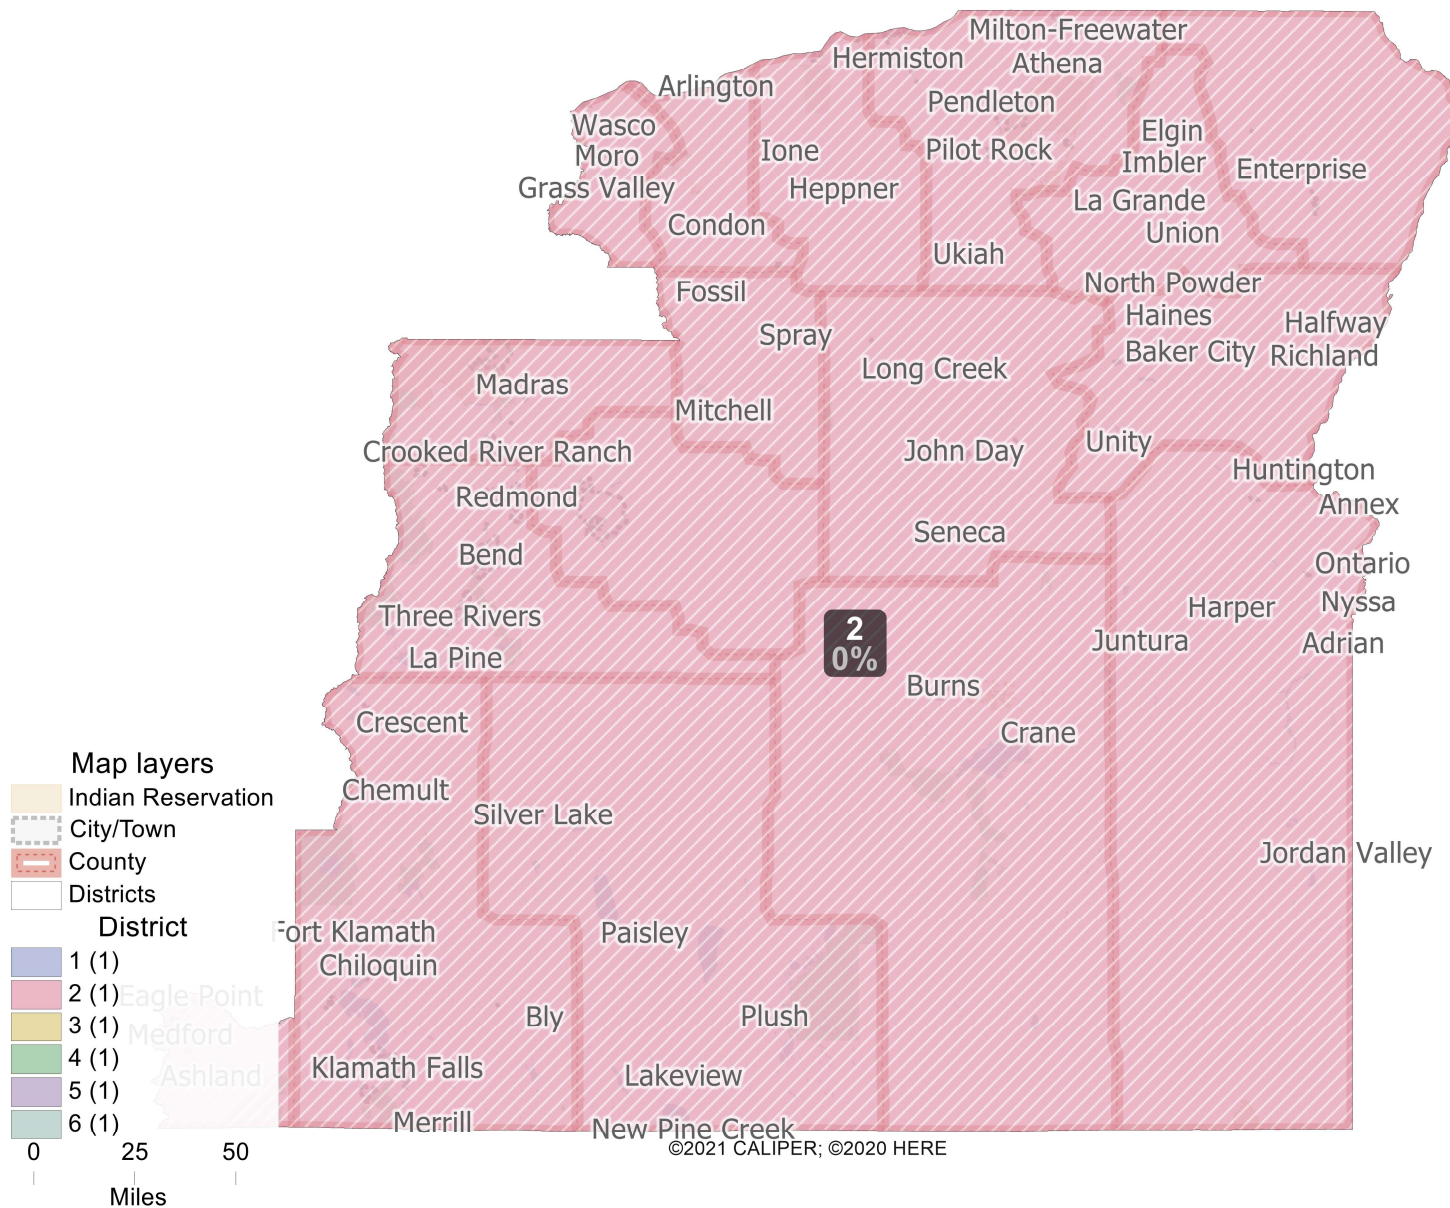 Milton-Freewater
Hermiston
Athena
Arlington
Pendleton
Wasco
Elgin
Moro
Ione
Pilot Rock
Imbler
Enterprise
Grass Valley
Heppner
La Grande
Condon
Union
Ukiah
Fossil
North Powder
Haines
Halfway
Spray
Baker City
Richland
Long Creek
Madras
Mitchell
Crooked River Ranch
John Day
Unity
Huntington
Redmond
Annex
Seneca
Bend
Ontario
Three Rivers
Harper
Nyssa
2
0%
Juntura
Adrian
La Pine
Burns
Crescent
Crane
Chemult
Silver Lake
Jordan Valley
Fort Klamath
Paisley
Chiloquin
Eagle Point
Bly
Plush
Medford
Klamath Falls
Lakeview
Ashland
Merrill
New Pine Creek
Map layers
Indian Reservation
City/Town
County
Districts
District
1 (1)
2 (1)
3 (1)
4 (1)
5 (1)
6 (1)
0 25 50
Miles
©2021 CALIPER; ©2020 HERE